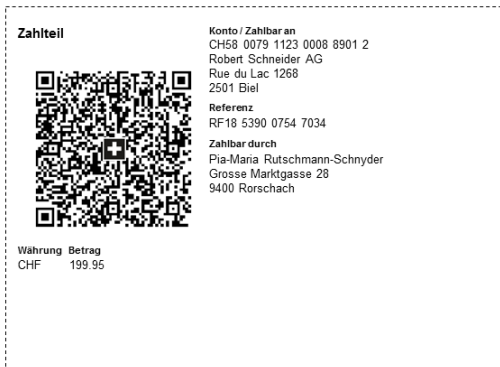 Zahlteil
Konto / Zahlbar an
CH58 0079 1123 0008 8901 2
Robert Schneider AG
Rue du Lac 1268
2501 Biel
Referenz
RF18 5390 0754 7034
Zahlbar durch
Pia-Maria Rutschmann-Schnyder
Grosse Marktgasse 28
9400 Rorschach
Währung Betrag
CHF 199.95